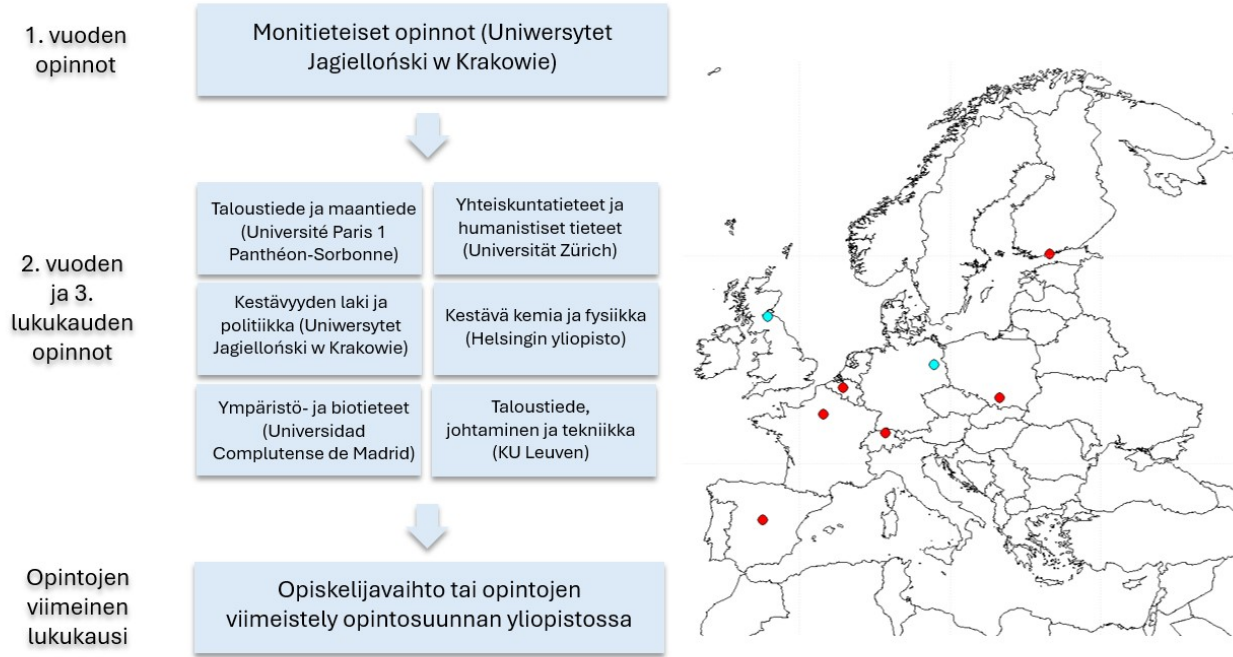 1. vuoden
opinnot
Monitieteiset opinnot (Uniwersytet
Jagielloński w Krakowie)
2. vuoden
ja 3.
lukukauden
opinnot
Taloustiede ja maantiede
(Université Paris 1
Panthéon-Sorbonne)
Yhteiskuntatieteet ja
humanistiset tieteet
(Universität Zürich)
Kestävyyden laki ja
politiikka (Uniwersytet
Jagielloński w Krakowie)
Kestävä kemia ja fysiikka
(Helsingin yliopisto)
Ympäristö- ja biotieteet
(Universidad
Complutense de Madrid)
Taloustiede,
johtaminen ja tekniikka
(KU Leuven)
Opintojen
viimeinen
lukukausi
Opiskelijavaihto tai opintojen
viimeistely opintosuunnan yliopistossa